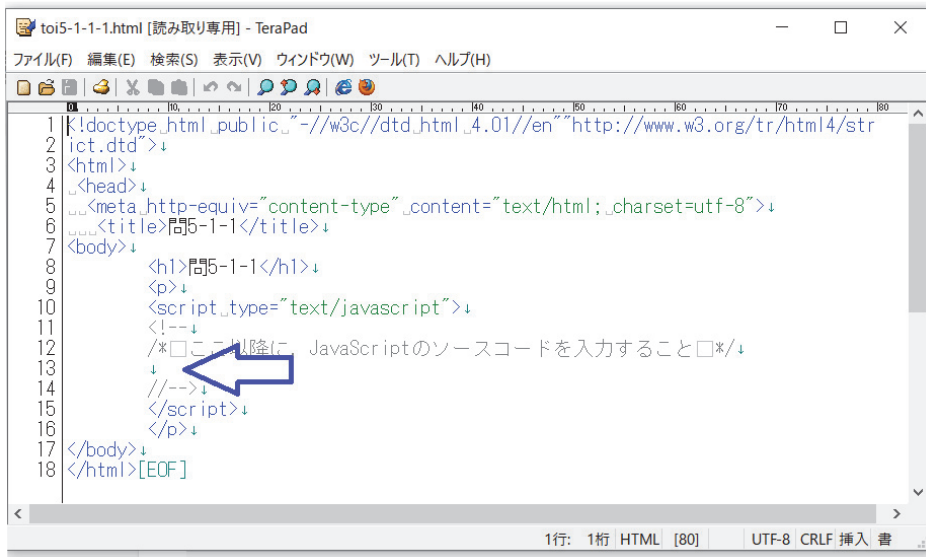 toi5-1-1-1.html [読み取り専用] - TeraPad
ファイル(F) 編集(E) 検索(S) 表示(V) ウィンドウ(W) ツール(T) ヘルプ(H)
0 10 20 30 40 50 60 70 80
1 <!doctype html public "-//w3c//dtd html 4.01//en""http://www.w3.org/tr/html4/str
2 ict.dtd">↓
3 <html>↓
4 <head>↓
5 <meta http-equiv="content-type" content="text/html; charset=utf-8">↓
6 <title>問5-1-1</title>↓
7 <body>↓
8 <h1>問5-1-1</h1>↓
9 <p>↓
10 <script type="text/javascript">↓
11 <!--↓
12 /*□ここ以降に，JavaScriptのソースコードを入力すること□*/↓
13 ↓
14 //-->↓
15 </script>↓
16 </p>↓
17 </body>↓
18 </html>[EOF]
1行: 1桁 HTML [80] UTF-8 CRLF 挿入 書